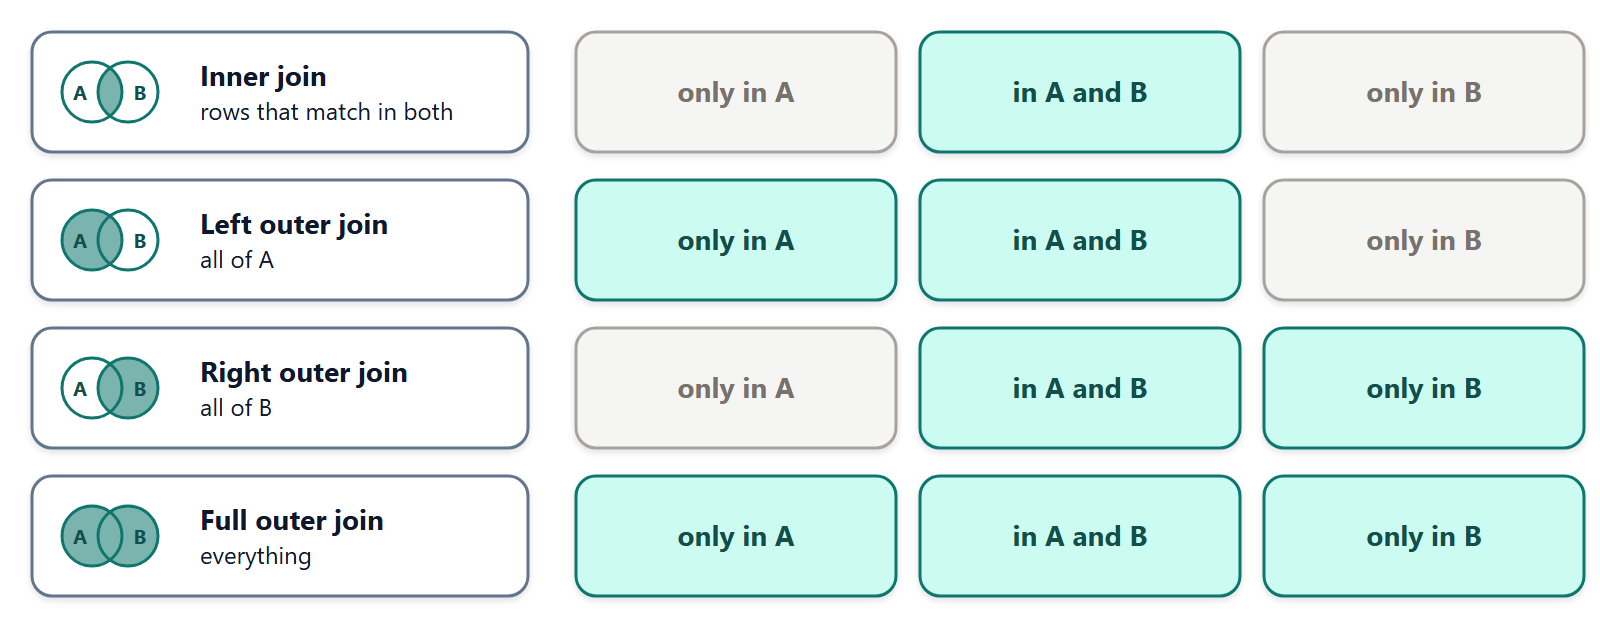 A B
Inner join
rows that match in both
only in A
in A and B
only in B
A B
Left outer join
all of A
only in A
in A and B
only in B
A B
Right outer join
all of B
only in A
in A and B
only in B
A B
Full outer join
everything
only in A
in A and B
only in B